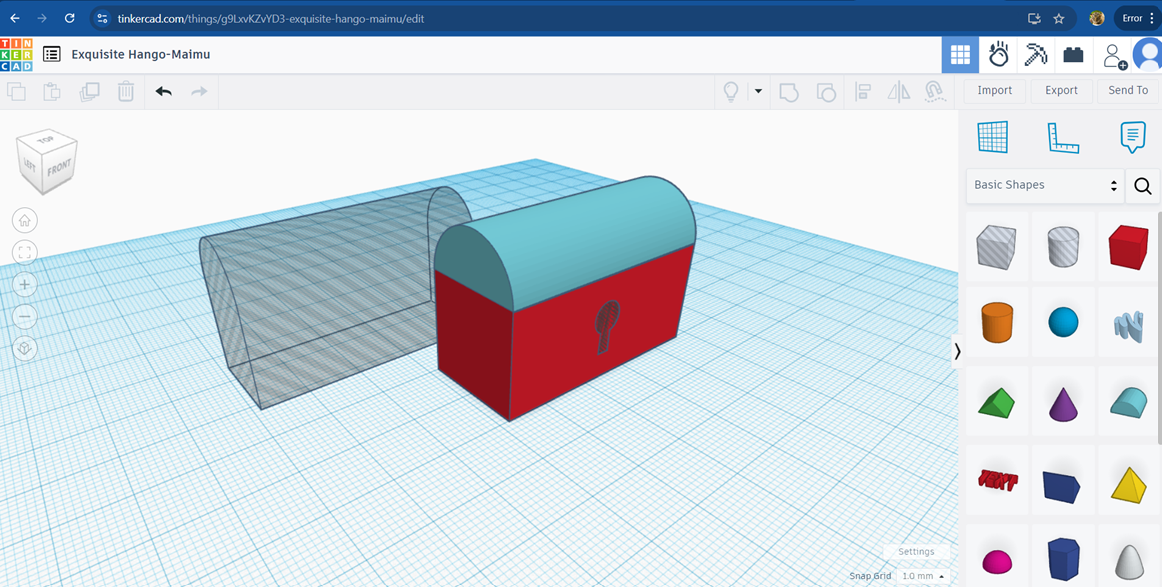 tinkercad.com/things/g9LxvKZvYD3-exquisite-hango-maimu/edit
Error
TIN
KER
CAD
Exquisite Hango-Maimu
Import
Export
Send To
TOP
LEFT
FRONT
Basic Shapes
TEXT
Settings
Snap Grid
1.0 mm